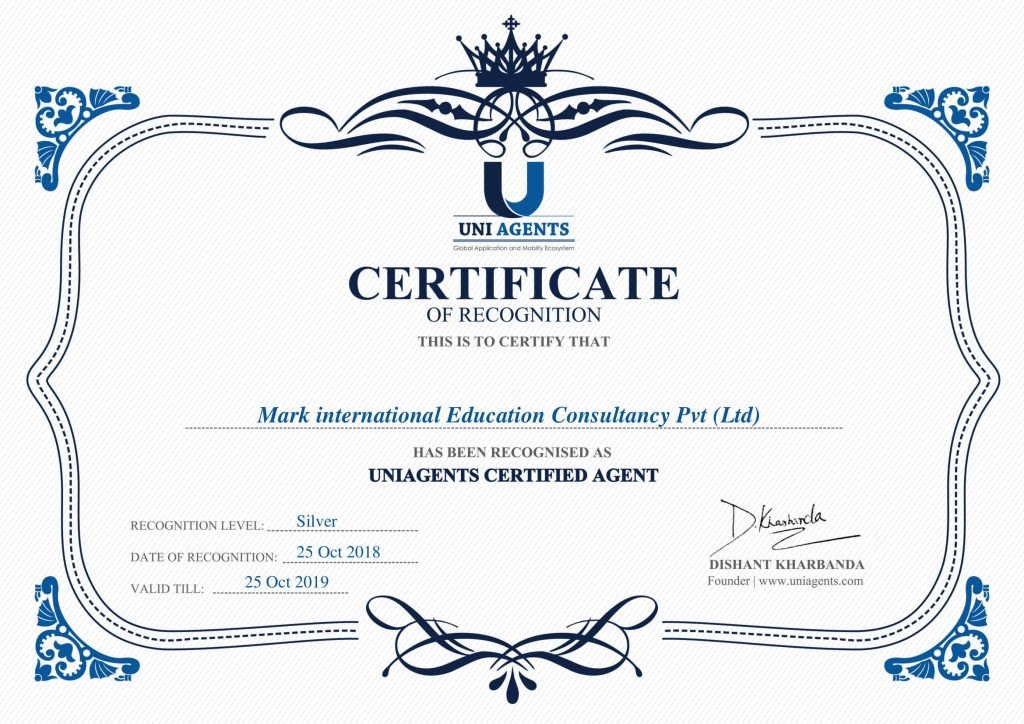 UNI AGENTS
Global Application and Mobility Ecosystem
CERTIFICATE
OF RECOGNITION
THIS IS TO CERTIFY THAT
Mark international Education Consultancy Pvt (Ltd)
HAS BEEN RECOGNISED AS
UNIAGENTS CERTIFIED AGENT
RECOGNITION LEVEL: Silver
DATE OF RECOGNITION: 25 Oct 2018
VALID TILL: 25 Oct 2019
D.Kharbanda
DISHANT KHARBANDA
Founder | www.uniagents.com